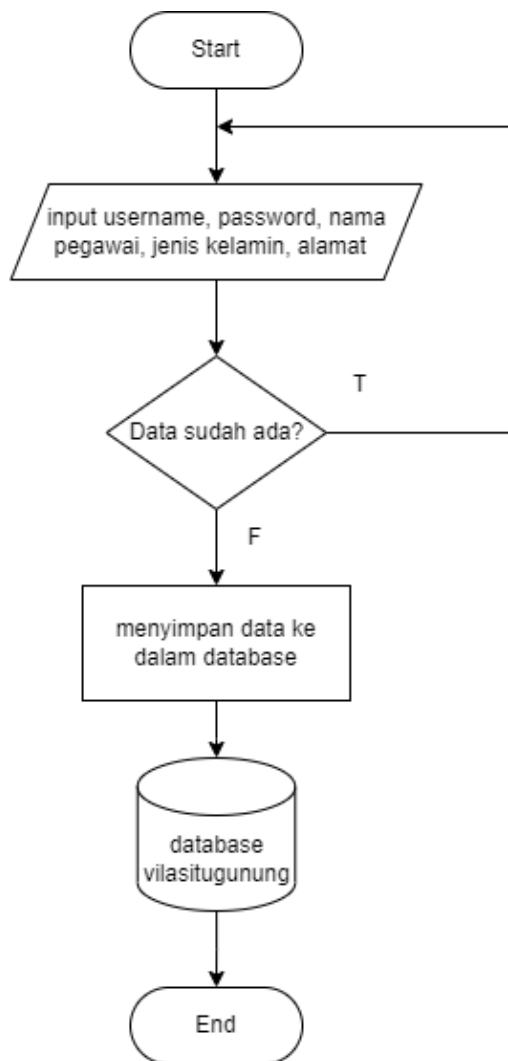 Start
input username, password, nama
pegawai, jenis kelamin, alamat
Data sudah ada?
T
F
menyimpan data ke
dalam database
database
vilasitugunung
End